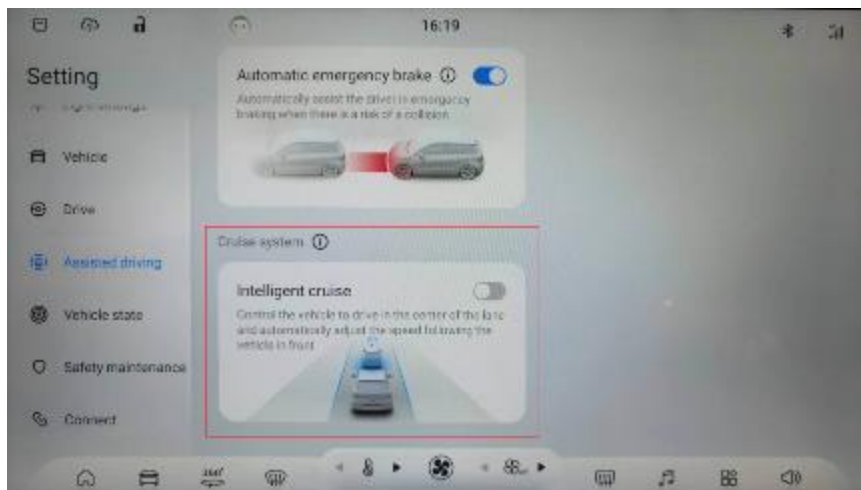 16:19
Setting
Automatic emergency brake
Automatically assist the driver in emergency
braking when there is a risk of a collision
Vehicle
Drive
Cruise system
Assisted driving
Intelligent cruise
Control the vehicle to drive in the center of the lane
and automatically adjust the speed following the
vehicle in front
Vehicle state
Safety maintenance
Connect
360°